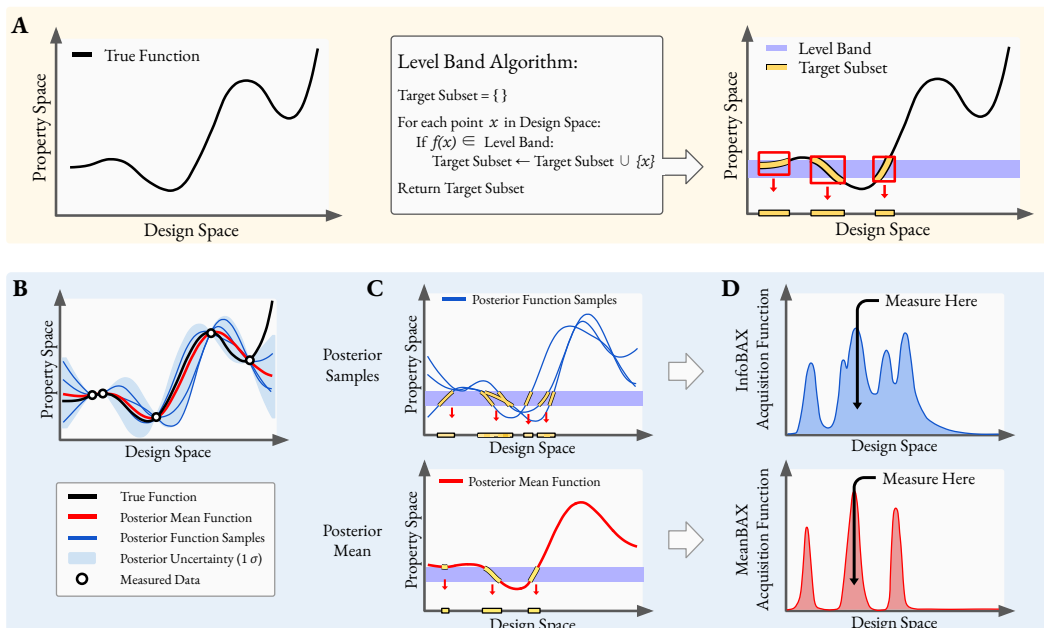 A
True Function
Property Space
Design Space
Level Band Algorithm:
Target Subset = { }
For each point x in Design Space:
If f(x) ∈ Level Band:
Target Subset ← Target Subset ∪ {x}
Return Target Subset
Level Band
Target Subset
Property Space
Design Space
B
Property Space
Design Space
True Function
Posterior Mean Function
Posterior Function Samples
Posterior Uncertainty (1 σ)
Measured Data
C
Posterior
Samples
Posterior Function Samples
Property Space
Design Space
Posterior
Mean
Posterior Mean Function
Property Space
Design Space
D
InfoBAX
Acquisition Function
Measure Here
Design Space
MeanBAX
Acquisition Function
Measure Here
Design Space